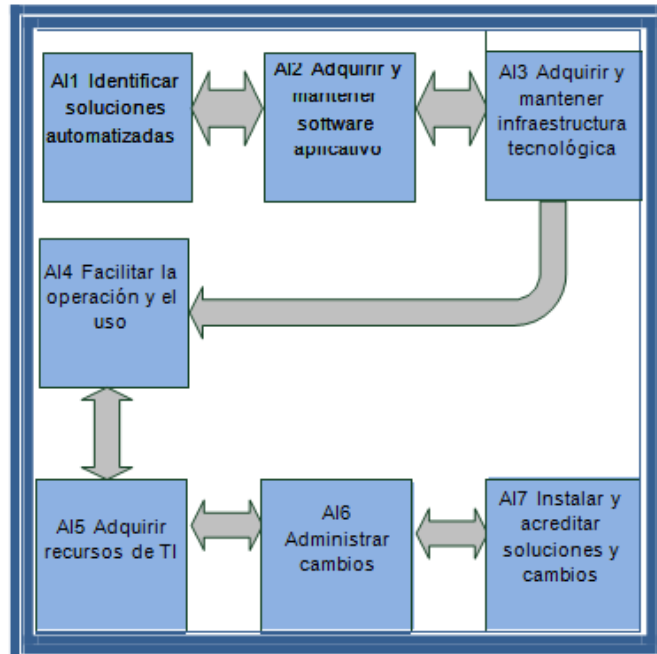 AI1 Identificar
soluciones
automatizadas
AI2 Adquirir y
mantener
software
aplicativo
AI3 Adquirir y
mantener
infraestructura
tecnológica
AI4 Facilitar la
operación y el
uso
AI5 Adquirir
recursos de TI
AI6
Administrar
cambios
AI7 Instalar y
acreditar
soluciones y
cambios